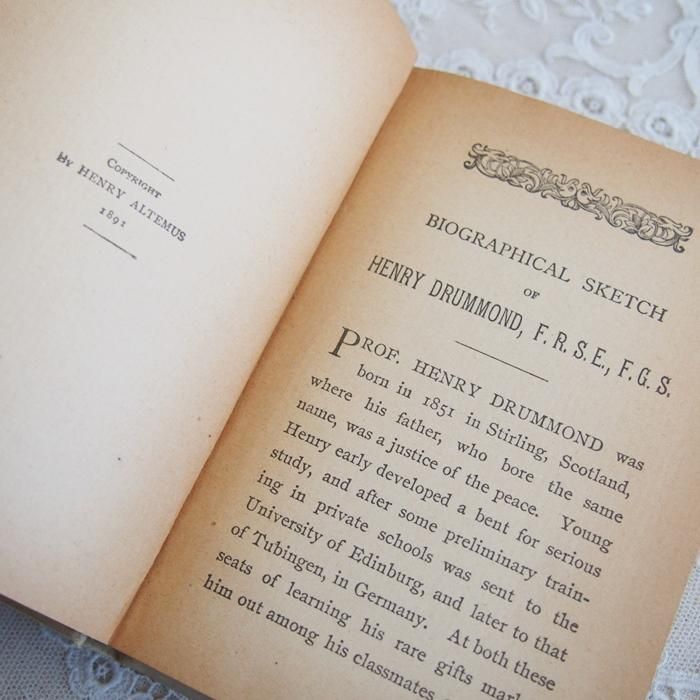 Copyright
By HENRY ALTEMUS
1891
BIOGRAPHICAL SKETCH
OF
HENRY DRUMMOND, F. R. S. E., F. G. S.
PROF. HENRY DRUMMOND was
born in 1851 in Stirling, Scotland,
where his father, who bore the same
name, was a justice of the peace. Young
Henry early developed a bent for serious
study, and after some preliminary train-
ing in private schools was sent to the
University of Edinburg, and later to that
of Tubingen, in Germany. At both these
seats of learning his rare gifts
him out among his classmates